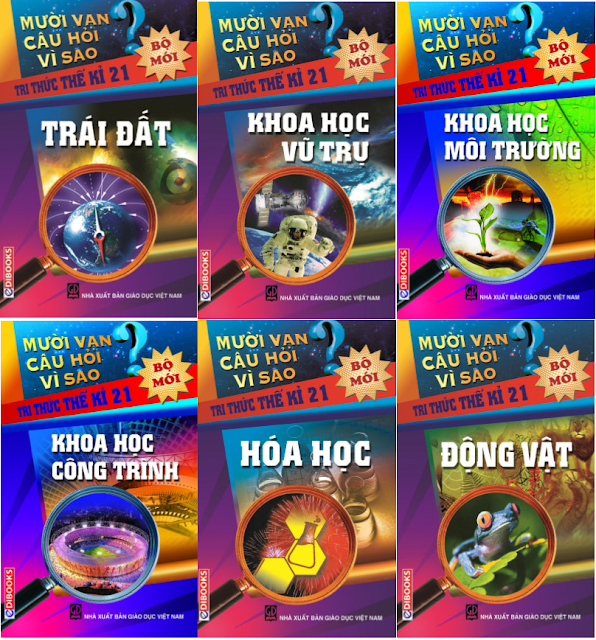 MƯỜI VẠN
CÂU HỎI
VÌ SAO
?
BỘ
MỚI
TRI THỨC THẾ KỈ 21
TRÁI ĐẤT
EDIBOOKS
NHÀ XUẤT BẢN GIÁO DỤC VIỆT NAM
MƯỜI VẠN
CÂU HỎI
VÌ SAO
?
BỘ
MỚI
TRI THỨC THẾ KỈ 21
KHOA HỌC
VŨ TRỤ
EDIBOOKS
NHÀ XUẤT BẢN GIÁO DỤC VIỆT NAM
MƯỜI VẠN
CÂU HỎI
VÌ SAO
?
BỘ
MỚI
TRI THỨC THẾ KỈ 21
KHOA HỌC
MÔI TRƯỜNG
EDIBOOKS
NHÀ XUẤT BẢN GIÁO DỤC VIỆT NAM
MƯỜI VẠN
CÂU HỎI
VÌ SAO
?
BỘ
MỚI
TRI THỨC THẾ KỈ 21
KHOA HỌC
CÔNG TRÌNH
EDIBOOKS
NHÀ XUẤT BẢN GIÁO DỤC VIỆT NAM
MƯỜI VẠN
CÂU HỎI
VÌ SAO
?
BỘ
MỚI
TRI THỨC THẾ KỈ 21
HÓA HỌC
EDIBOOKS
NHÀ XUẤT BẢN GIÁO DỤC VIỆT NAM
MƯỜI VẠN
CÂU HỎI
VÌ SAO
?
BỘ
MỚI
TRI THỨC THẾ KỈ 21
ĐỘNG VẬT
EDIBOOKS
NHÀ XUẤT BẢN GIÁO DỤC VIỆT NAM